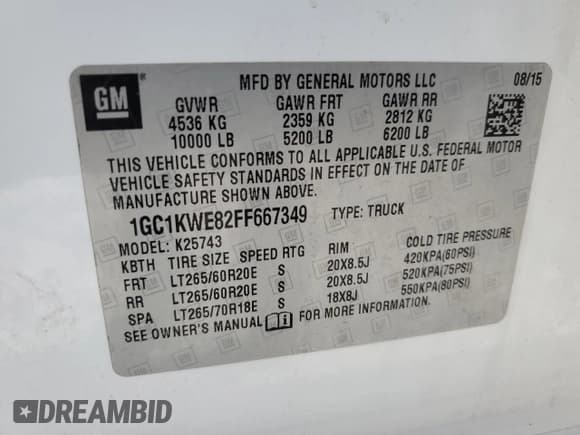 GM
MFD BY GENERAL MOTORS LLC 08/15
GVWR GAWR FRT GAWR RR
4536 KG 2359 KG 2812 KG
10000 LB 5200 LB 6200 LB
THIS VEHICLE CONFORMS TO ALL APPLICABLE U.S. FEDERAL MOTOR
VEHICLE SAFETY STANDARDS IN EFFECT ON THE DATE OF
MANUFACTURE SHOWN ABOVE.
1GC1KWE82FF667349 TYPE: TRUCK
MODEL: K25743
KBTH TIRE SIZE SPEED RTG RIM COLD TIRE PRESSURE
FRT LT265/60R20E S 20X8.5J 420KPA(60PSI)
RR LT265/60R20E S 20X8.5J 520KPA(75PSI)
SPA LT265/70R18E S 18X8J 550KPA(80PSI)
SEE OWNER'S MANUAL FOR MORE INFORMATION.
DREAMBID